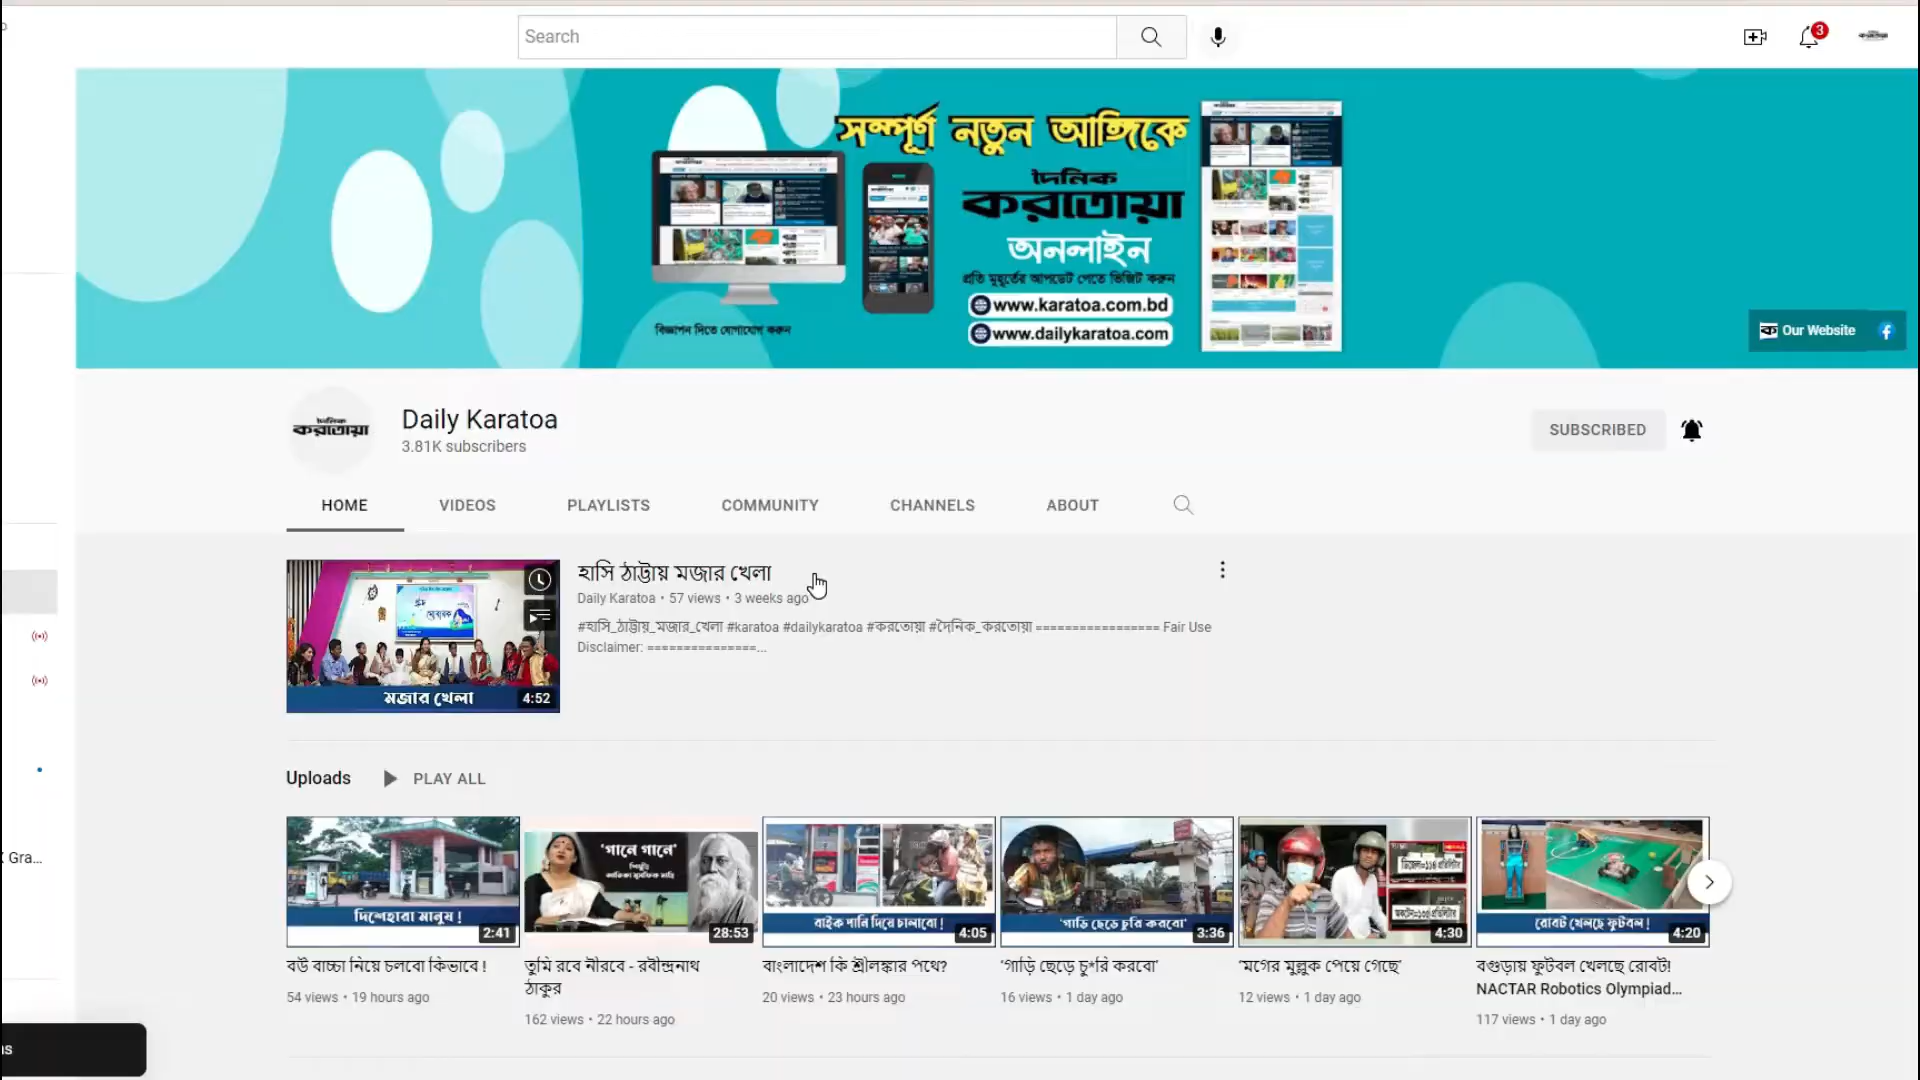 Search
3
সম্পূর্ণ নতুন আঙ্গিকে
দৈনিক
করতোয়া
অনলাইন
প্রতি মুহূর্তের আপডেট পেতে ভিজিট করুন
www.karatoa.com.bd
www.dailykaratoa.com
বিজ্ঞাপন দিতে যোগাযোগ করুন
Our Website
দৈনিক
করতোয়া
Daily Karatoa
3.81K subscribers
SUBSCRIBED
HOME VIDEOS PLAYLISTS COMMUNITY CHANNELS ABOUT
মজার খেলা
4:52
হাসি ঠাট্টায় মজার খেলা
Daily Karatoa • 57 views • 3 weeks ago
#হাসি_ঠাট্টায়_মজার_খেলা #karatoa #dailykaratoa #করতোয়া #দৈনিক_করতোয়া ================= Fair Use
Disclaimer: ===============...
Uploads PLAY ALL
Gra...
দিশেহারা মানুষ !
2:41
'গানে গানে'
28:53
বাইক পানি দিয়ে চালাবো !
4:05
'গাড়ি ছেড়ে চুরি করবো'
3:36
4:30
রোবট খেলছে ফুটবল !
4:20
বউ বাচ্চা নিয়ে চলবো কিভাবে !
54 views • 19 hours ago
তুমি রবে নীরবে - রবীন্দ্রনাথ
ঠাকুর
162 views • 22 hours ago
বাংলাদেশ কি শ্রীলঙ্কার পথে?
20 views • 23 hours ago
'গাড়ি ছেড়ে চু*রি করবো'
16 views • 1 day ago
'মগের মুল্লুক পেয়ে গেছে'
12 views • 1 day ago
বগুড়ায় ফুটবল খেলছে রোবট!
NACTAR Robotics Olympiad...
117 views • 1 day ago